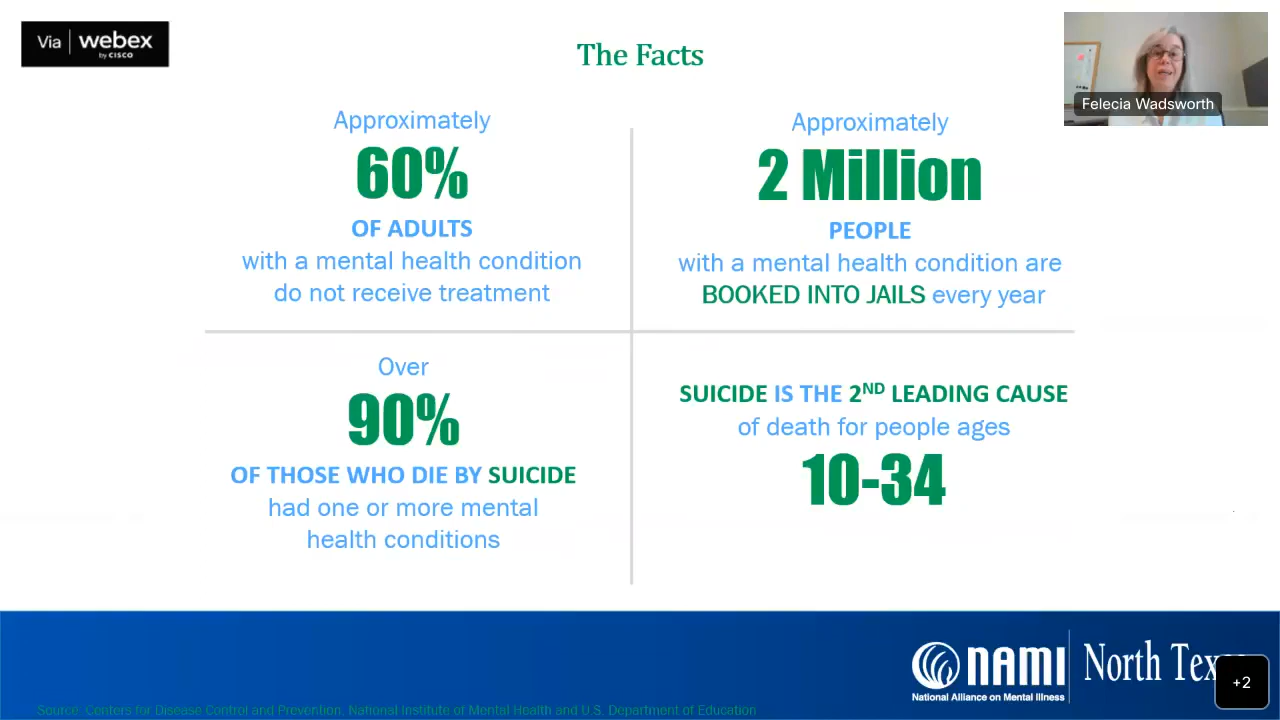 Via webex
by CISCO
The Facts
Felecia Wadsworth
Approximately
60%
OF ADULTS
with a mental health condition
do not receive treatment
Approximately
2 Million
PEOPLE
with a mental health condition are
BOOKED INTO JAILS every year
Over
90%
OF THOSE WHO DIE BY SUICIDE
had one or more mental
health conditions
SUICIDE IS THE 2ND LEADING CAUSE
of death for people ages
10-34
NAMI North
National Alliance on Mental Illness
+2
Source: Centers for Disease Control and Prevention, National Institute of Mental Health and U.S. Department of Education